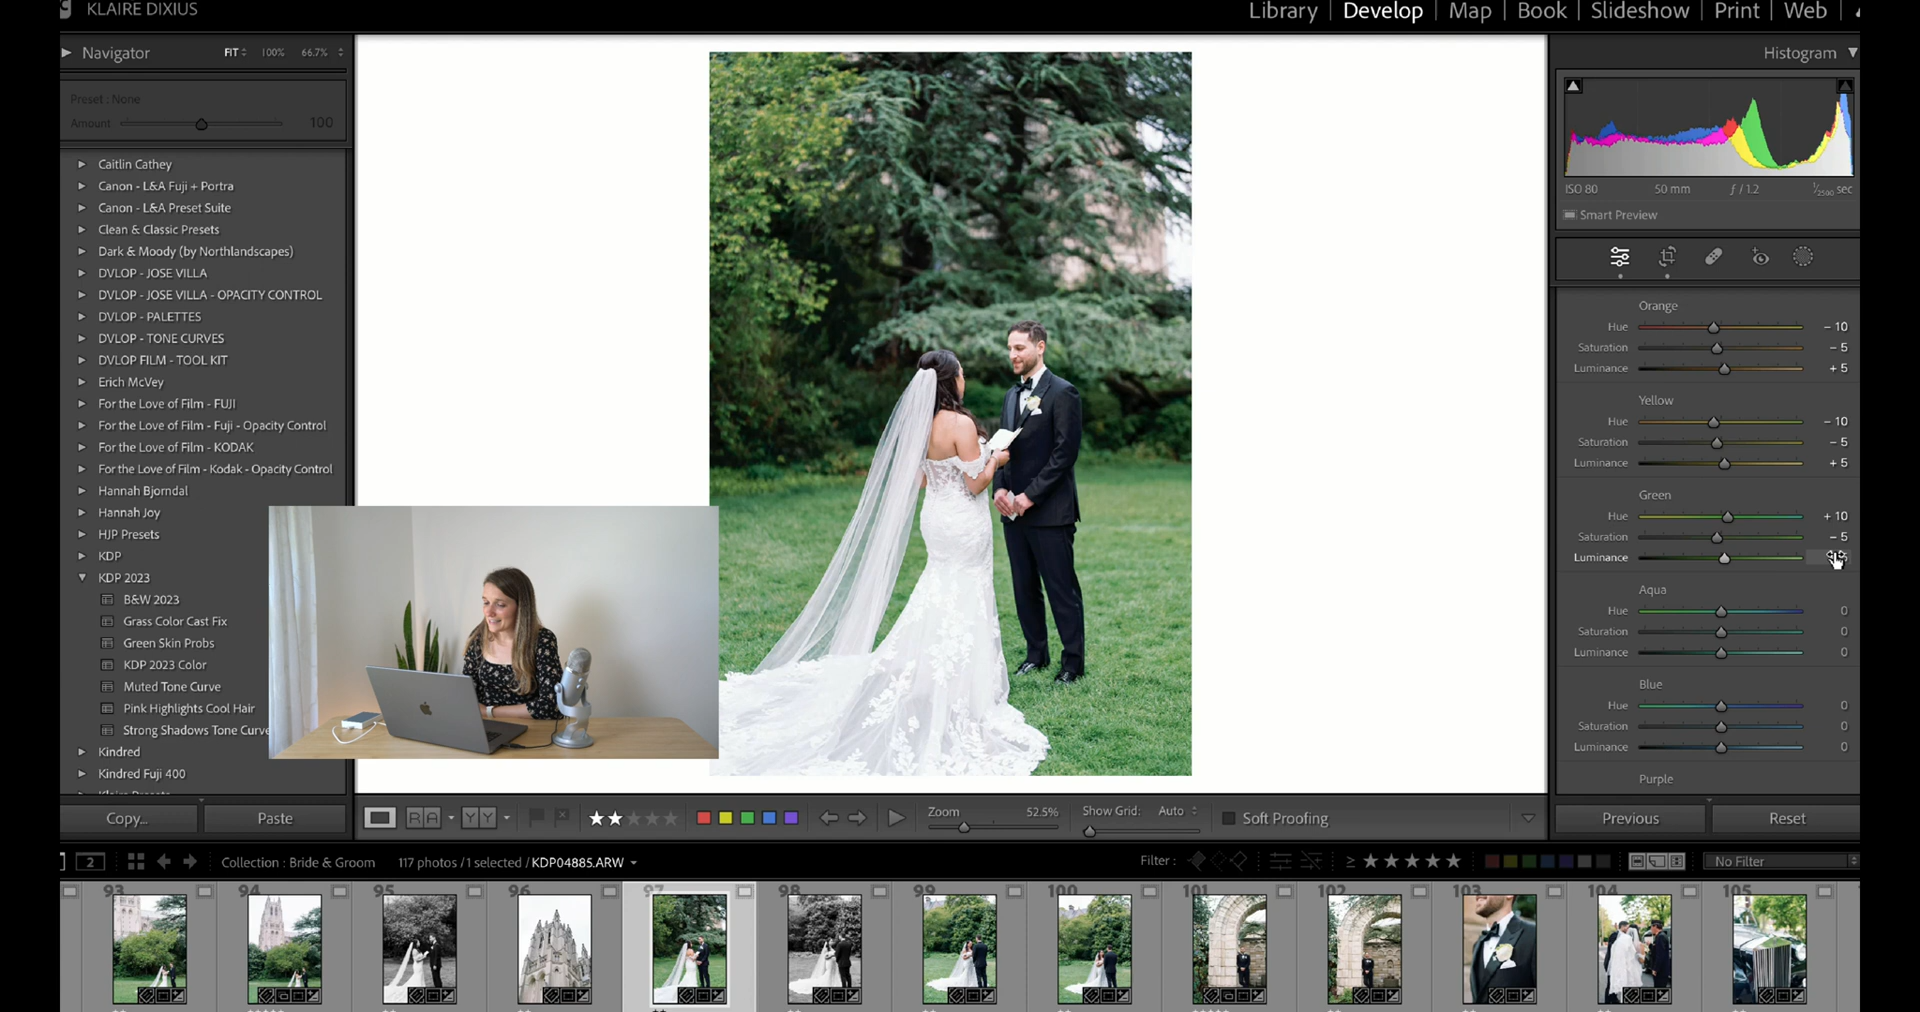 KLAIRE DIXIUS
Library | Develop | Map | Book | Slideshow | Print | Web
Navigator FIT 100% 66.7%
Histogram
Preset : None
Amount 100
Caitlin Cathey
Canon - L&A Fuji + Portra
Canon - L&A Preset Suite
Clean & Classic Presets
Dark & Moody (by Northlandscapes)
DVLOP - JOSE VILLA
DVLOP - JOSE VILLA - OPACITY CONTROL
DVLOP - PALETTES
DVLOP - TONE CURVES
DVLOP FILM - TOOL KIT
Erich McVey
For the Love of Film - FUJI
For the Love of Film - Fuji - Opacity Control
For the Love of Film - KODAK
For the Love of Film - Kodak - Opacity Control
Hannah Bjorndal
Hannah Joy
HJP Presets
KDP
KDP 2023
B&W 2023
Grass Color Cast Fix
Green Skin Probs
KDP 2023 Color
Muted Tone Curve
Pink Highlights Cool Hair
Strong Shadows Tone Curve
Kindred
Kindred Fuji 400
Copy... Paste
ISO 80 50 mm ƒ / 1.2 1/2500 sec
Smart Preview
Orange
Hue - 10
Saturation - 5
Luminance + 5
Yellow
Hue - 10
Saturation - 5
Luminance + 5
Green
Hue + 10
Saturation - 5
Luminance
Aqua
Hue 0
Saturation 0
Luminance 0
Blue
Hue 0
Saturation 0
Luminance 0
Purple
Previous Reset
R A Y Y Zoom 52.5% Show Grid: Auto Soft Proofing
2 Collection : Bride & Groom 117 photos / 1 selected / KDP04885.ARW Filter : ≥ No Filter
93 94 95 96 97 98 99 100 101 102 103 104 105